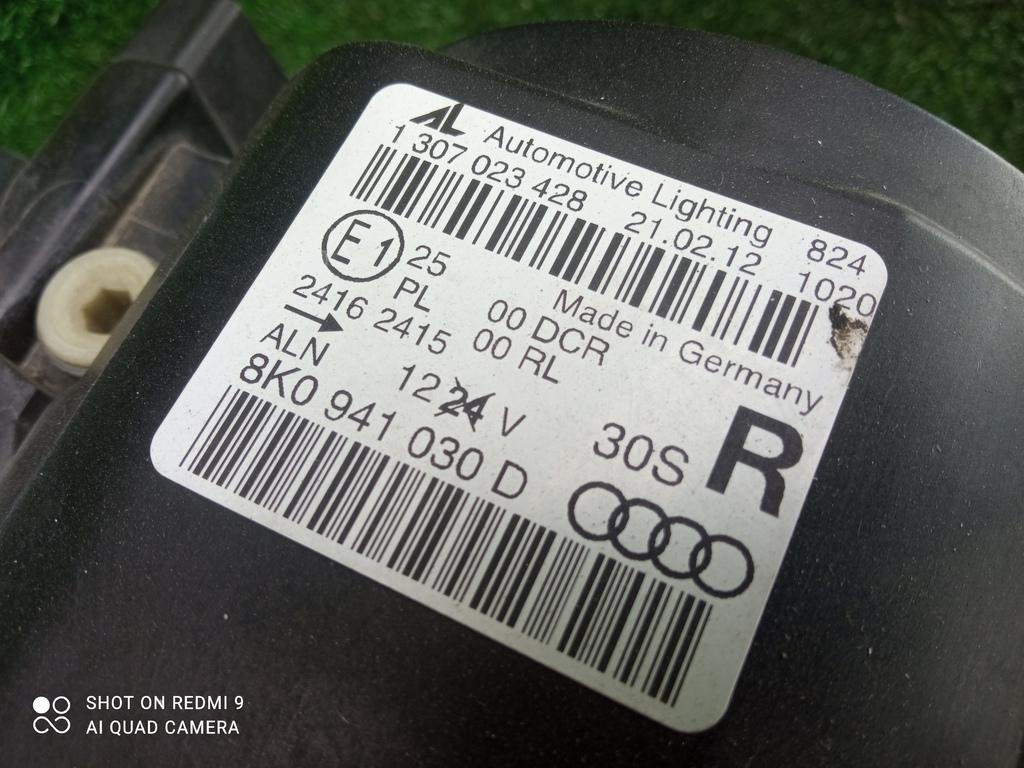 AL Automotive Lighting 824
1 307 023 428 21.02.12 1020
E1 25 Made in Germany
PL 00 DCR
2416 2415 00 RL
ALN 12 24 V 30S R
8K0 941 030 D
SHOT ON REDMI 9
AI QUAD CAMERA